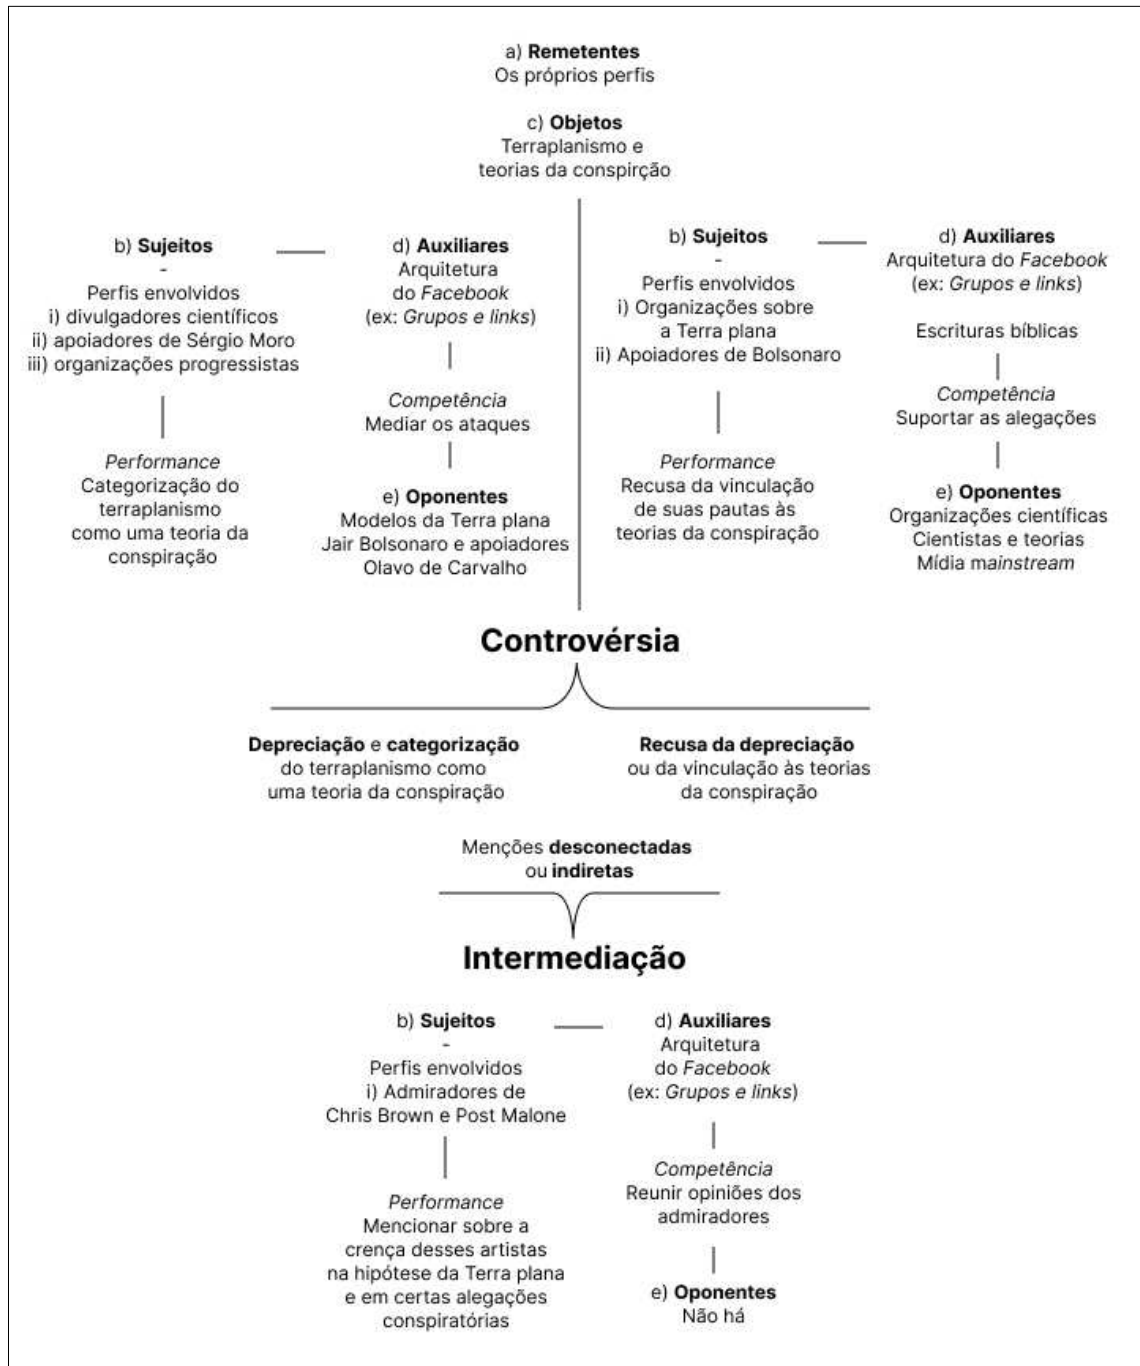 a) Remetentes
Os próprios perfis
c) Objetos
Terraplanismo e
teorias da conspirção
b) Sujeitos
-
Perfis envolvidos
i) divulgadores científicos
ii) apoiadores de Sérgio Moro
iii) organizações progressistas
Performance
Categorização do
terraplanismo
como uma teoria da
conspiração
d) Auxiliares
Arquitetura
do Facebook
(ex: Grupos e links)
Competência
Mediar os ataques
e) Oponentes
Modelos da Terra plana
Jair Bolsonaro e apoiadores
Olavo de Carvalho
b) Sujeitos
-
Perfis envolvidos
i) Organizações sobre
a Terra plana
ii) Apoiadores de Bolsonaro
Performance
Recusa da vinculação
de suas pautas às
teorias da conspiração
d) Auxiliares
Arquitetura do Facebook
(ex: Grupos e links)
Escrituras bíblicas
Competência
Suportar as alegações
e) Oponentes
Organizações científicas
Cientistas e teorias
Mídia mainstream
Controvérsia
Depreciação e categorização
do terraplanismo como
uma teoria da conspiração
Recusa da depreciação
ou da vinculação às teorias
da conspiração
Menções desconectadas
ou indiretas
Intermediação
b) Sujeitos
-
Perfis envolvidos
i) Admiradores de
Chris Brown e Post Malone
Performance
Mencionar sobre a
crença desses artistas
na hipótese da Terra plana
e em certas alegações
conspiratórias
d) Auxiliares
Arquitetura
do Facebook
(ex: Grupos e links)
Competência
Reunir opiniões dos
admiradores
e) Oponentes
Não há